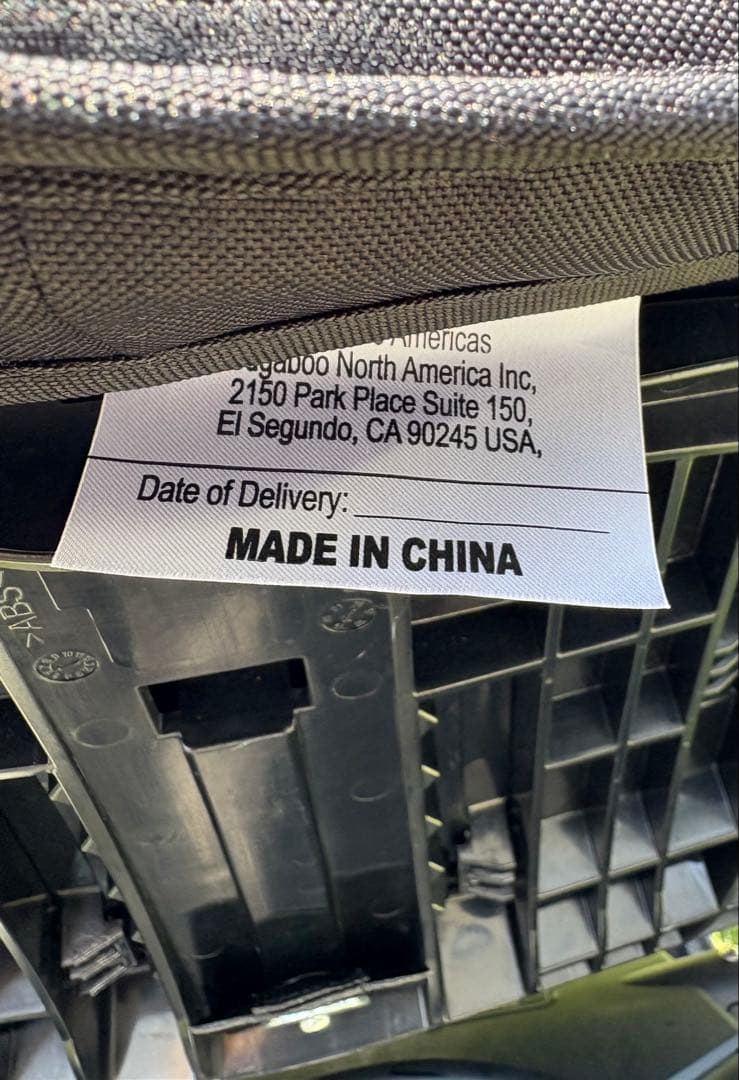 Americas
North America Inc,
2150 Park Place Suite 150,
El Segundo, CA 90245 USA,
Date of Delivery:
MADE IN CHINA
>ABS<